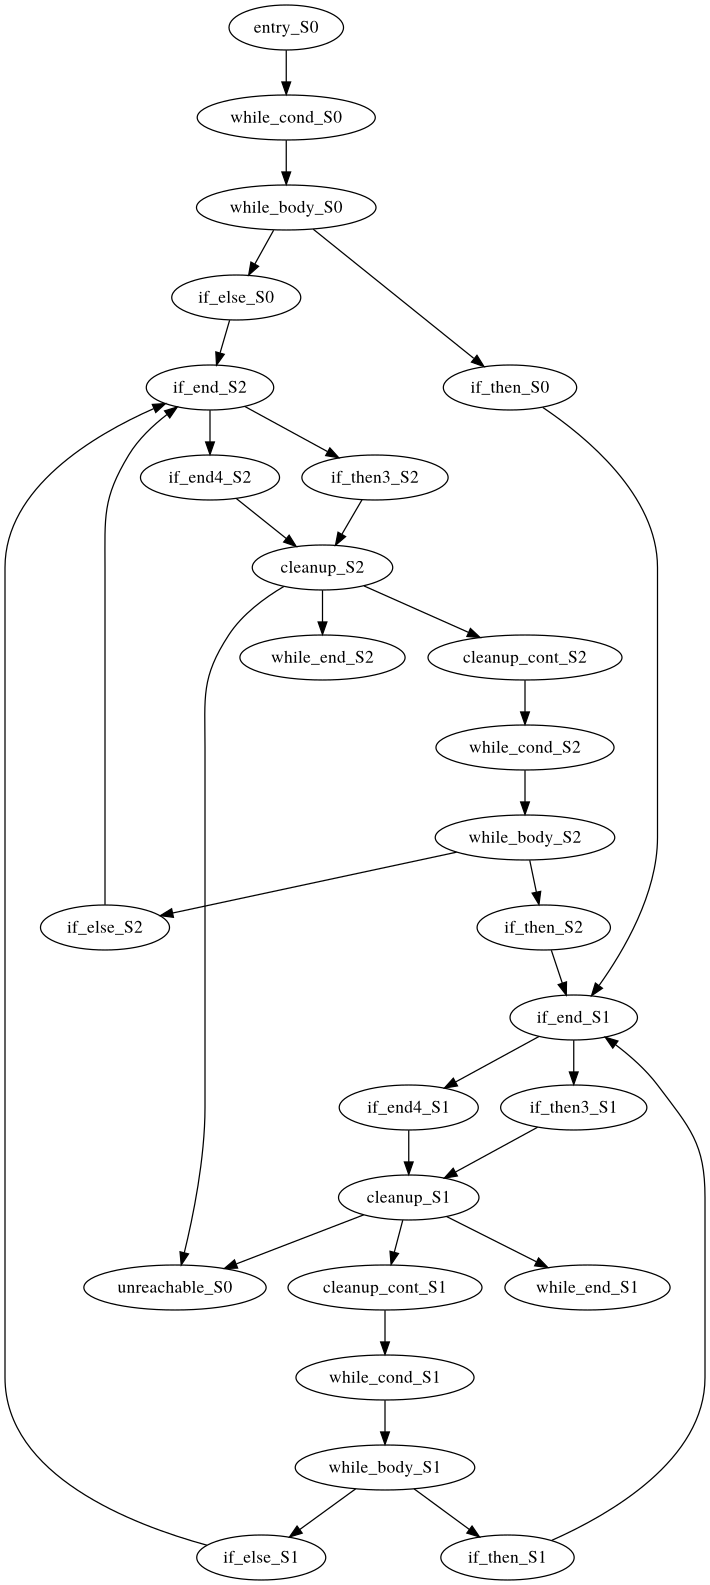 entry_S0
while_cond_S0
while_body_S0
if_else_S0
if_end_S2
if_then_S0
if_end4_S2
if_then3_S2
cleanup_S2
while_end_S2
cleanup_cont_S2
while_cond_S2
while_body_S2
if_else_S2
if_then_S2
if_end_S1
if_end4_S1
if_then3_S1
cleanup_S1
unreachable_S0
cleanup_cont_S1
while_end_S1
while_cond_S1
while_body_S1
if_else_S1
if_then_S1